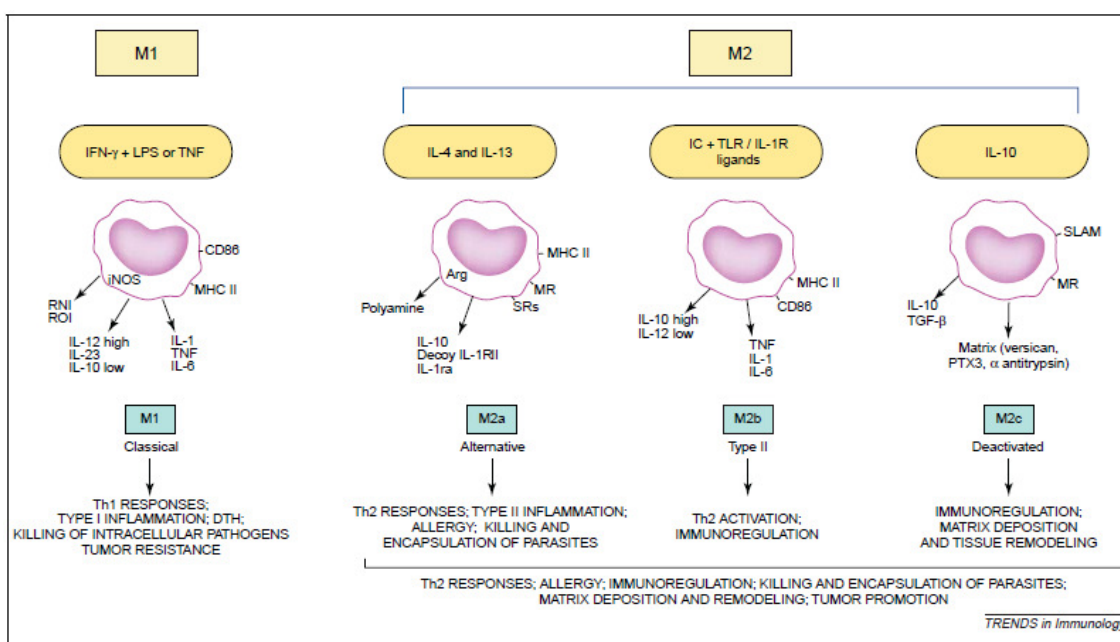 M1
M2
IFN-γ + LPS or TNF
IL-4 and IL-13
IC + TLR / IL-1R
ligands
IL-10
CD86
iNOS
MHC II
RNI
ROI
IL-12 high
IL-23
IL-10 low
IL-1
TNF
IL-6
MHC II
Arg
MR
SRs
Polyamine
IL-10
Decoy IL-1RII
IL-1ra
MHC II
CD86
IL-10 high
IL-12 low
TNF
IL-1
IL-6
SLAM
MR
IL-10
TGF-β
Matrix (versican,
PTX3, α antitrypsin)
M1
Classical
M2a
Alternative
M2b
Type II
M2c
Deactivated
Th1 RESPONSES;
TYPE I INFLAMMATION; DTH;
KILLING OF INTRACELLULAR PATHOGENS
TUMOR RESISTANCE
Th2 RESPONSES; TYPE II INFLAMMATION;
ALLERGY; KILLING AND
ENCAPSULATION OF PARASITES
Th2 ACTIVATION;
IMMUNOREGULATION
IMMUNOREGULATION;
MATRIX DEPOSITION
AND TISSUE REMODELING
Th2 RESPONSES; ALLERGY; IMMUNOREGULATION; KILLING AND ENCAPSULATION OF PARASITES;
MATRIX DEPOSITION AND REMODELING; TUMOR PROMOTION
TRENDS in Immunology